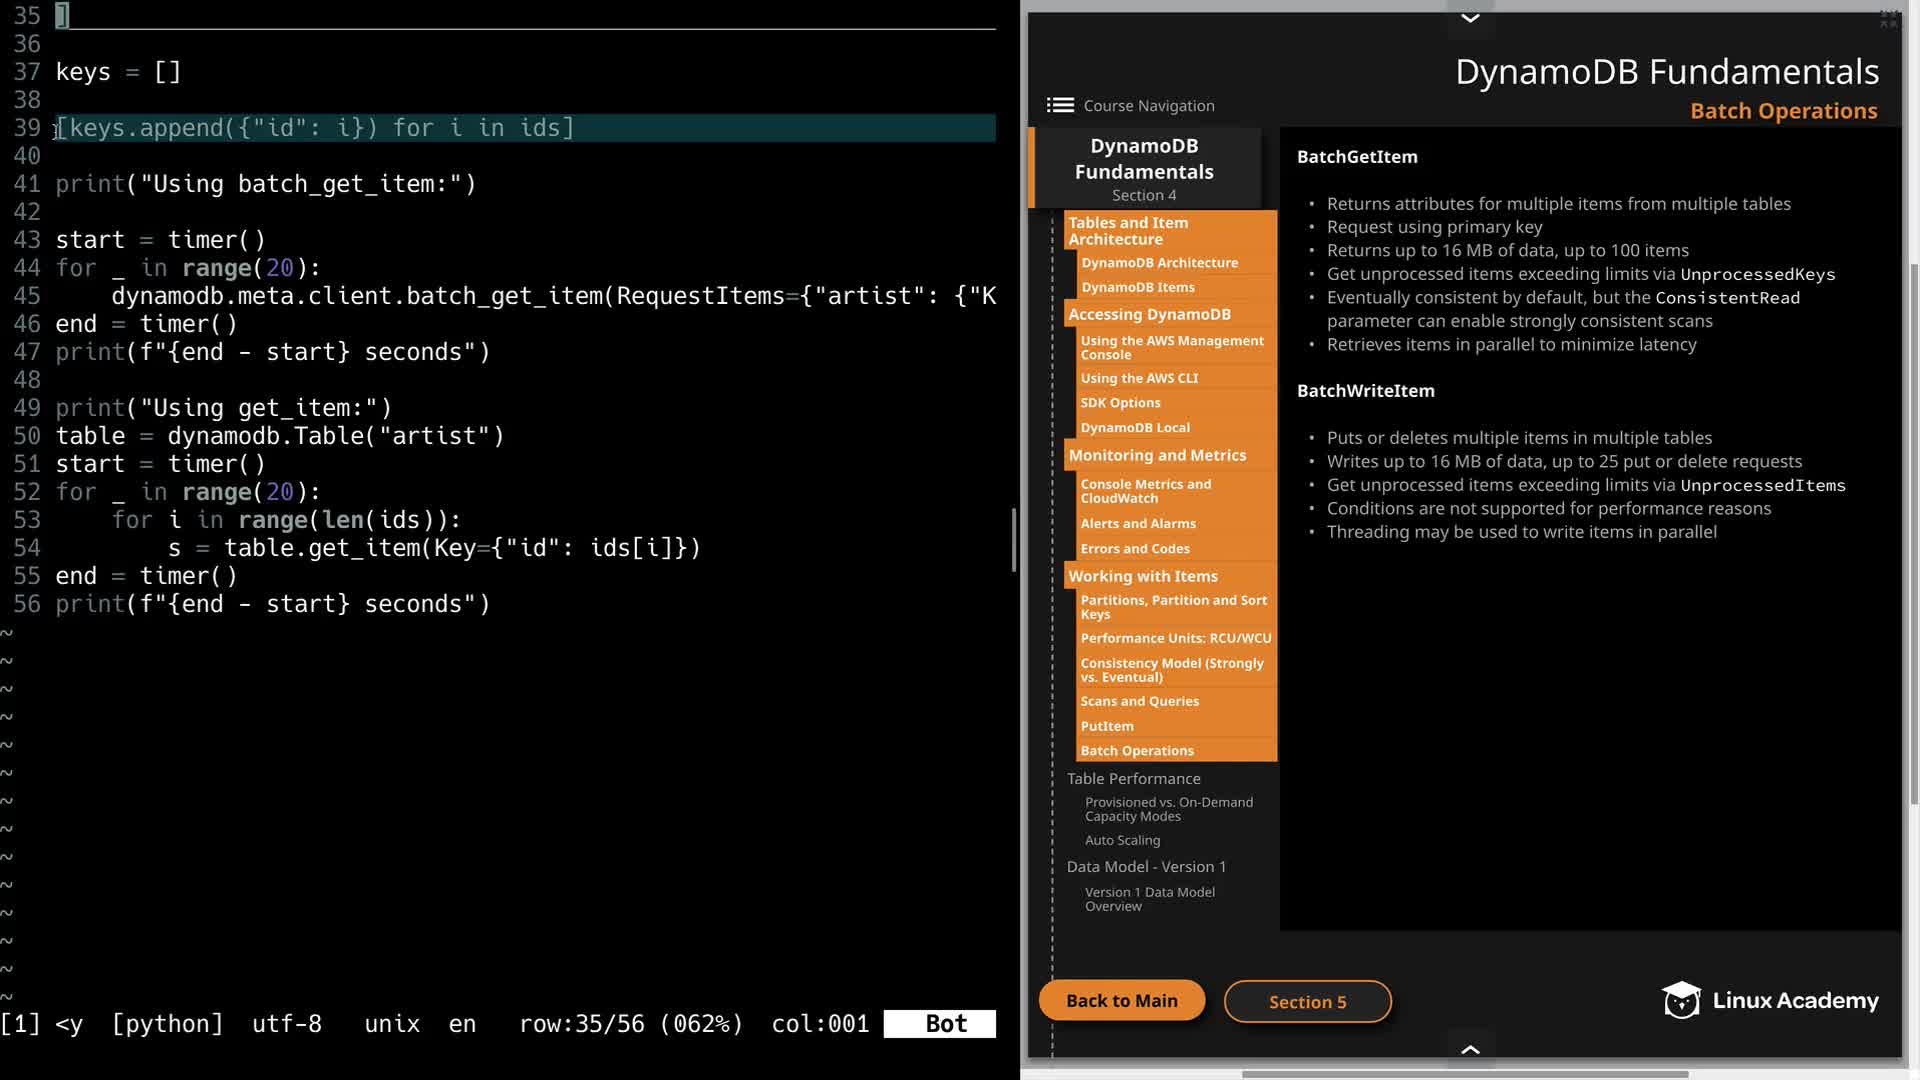 35 ]
36
37 keys = []
38
39 [keys.append({"id": i}) for i in ids]
40
41 print("Using batch_get_item:")
42
43 start = timer()
44 for _ in range(20):
45     dynamodb.meta.client.batch_get_item(RequestItems={"artist": {"K
46 end = timer()
47 print(f"{end - start} seconds")
48
49 print("Using get_item:")
50 table = dynamodb.Table("artist")
51 start = timer()
52 for _ in range(20):
53     for i in range(len(ids)):
54         s = table.get_item(Key={"id": ids[i]})
55 end = timer()
56 print(f"{end - start} seconds")
~
~
~
~
~
~
~
~
~
~
~
~
~
~
[1] <y [python] utf-8 unix en row:35/56 (062%) col:001 Bot
DynamoDB Fundamentals
Batch Operations
Course Navigation
DynamoDB
Fundamentals
Section 4
Tables and Item
Architecture
DynamoDB Architecture
DynamoDB Items
Accessing DynamoDB
Using the AWS Management
Console
Using the AWS CLI
SDK Options
DynamoDB Local
Monitoring and Metrics
Console Metrics and
CloudWatch
Alerts and Alarms
Errors and Codes
Working with Items
Partitions, Partition and Sort
Keys
Performance Units: RCU/WCU
Consistency Model (Strongly
vs. Eventual)
Scans and Queries
PutItem
Batch Operations
Table Performance
Provisioned vs. On-Demand
Capacity Modes
Auto Scaling
Data Model - Version 1
Version 1 Data Model
Overview
BatchGetItem
• Returns attributes for multiple items from multiple tables
• Request using primary key
• Returns up to 16 MB of data, up to 100 items
• Get unprocessed items exceeding limits via UnprocessedKeys
• Eventually consistent by default, but the ConsistentRead
parameter can enable strongly consistent scans
• Retrieves items in parallel to minimize latency
BatchWriteItem
• Puts or deletes multiple items in multiple tables
• Writes up to 16 MB of data, up to 25 put or delete requests
• Get unprocessed items exceeding limits via UnprocessedItems
• Conditions are not supported for performance reasons
• Threading may be used to write items in parallel
Back to Main
Section 5
Linux Academy